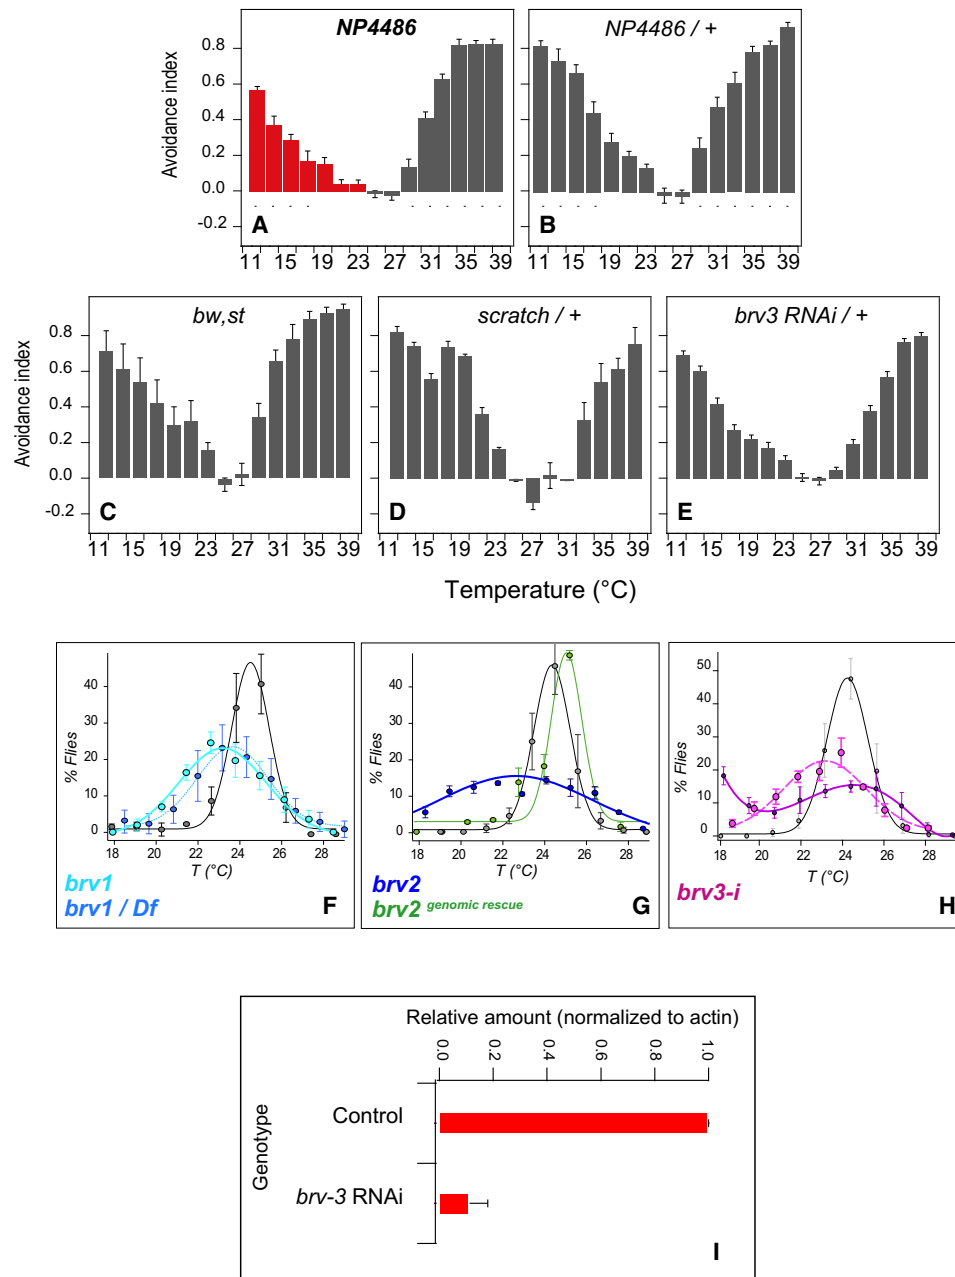 NP4486
NP4486 / +
Avoidance index
0.8
0.6
0.4
0.2
0.0
-0.2
A
B
11 15 19 23 27 31 35 39
11 15 19 23 27 31 35 39
bw,st
scratch / +
brv3 RNAi / +
Avoidance index
0.8
0.6
0.4
0.2
0.0
-0.2
C
D
E
11 15 19 23 27 31 35 39
11 15 19 23 27 31 35 39
11 15 19 23 27 31 35 39
Temperature (°C)
% Flies
40
30
20
10
0
18 20 22 24 26 28
T (°C)
brv1
brv1 / Df
F
% Flies
40
30
20
10
0
18 20 22 24 26 28
T (°C)
brv2
brv2 genomic rescue
G
% Flies
50
40
30
20
10
0
18 20 22 24 26 28
T (°C)
brv3-i
H
Relative amount (normalized to actin)
0.0 0.2 0.4 0.6 0.8 1.0
Genotype
Control
brv-3 RNAi
I